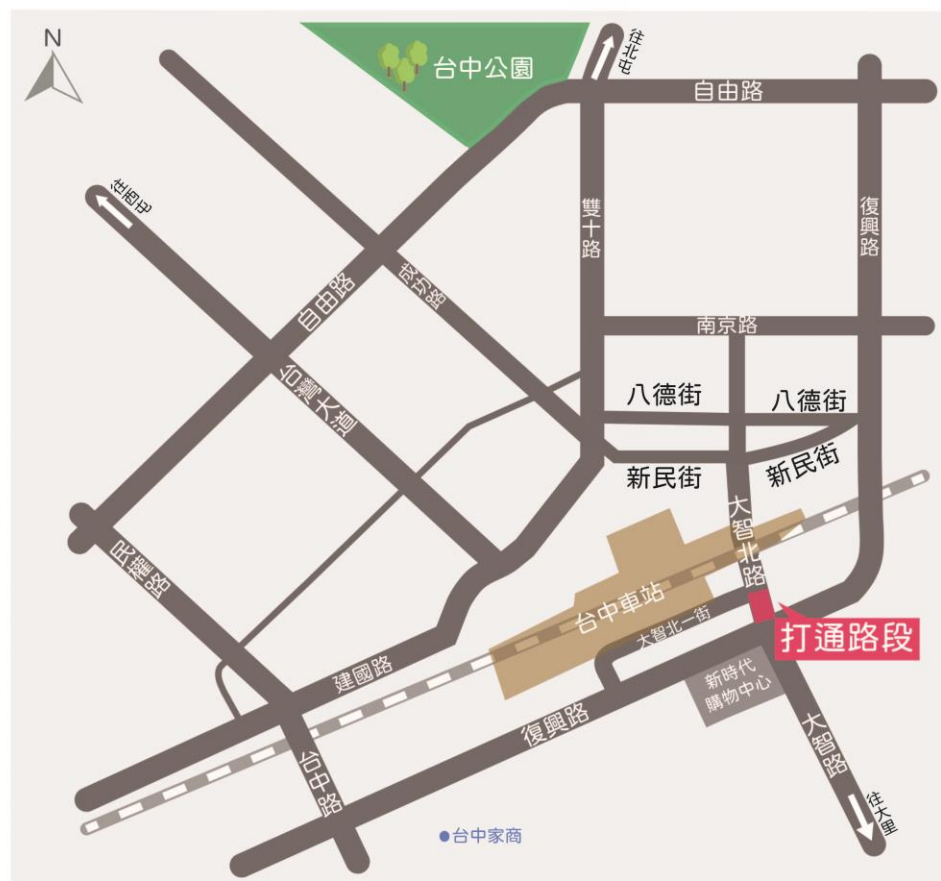 N
台中公園
往北屯
自由路
往西屯
雙十路
復興路
成功路
自由路
南京路
台灣大道
八德街
八德街
新民街
新民街
大智北路
民權路
台中車站
大智北一街
打通路段
建國路
新時代
購物中心
復興路
大智路
台中路
往大里
台中家商